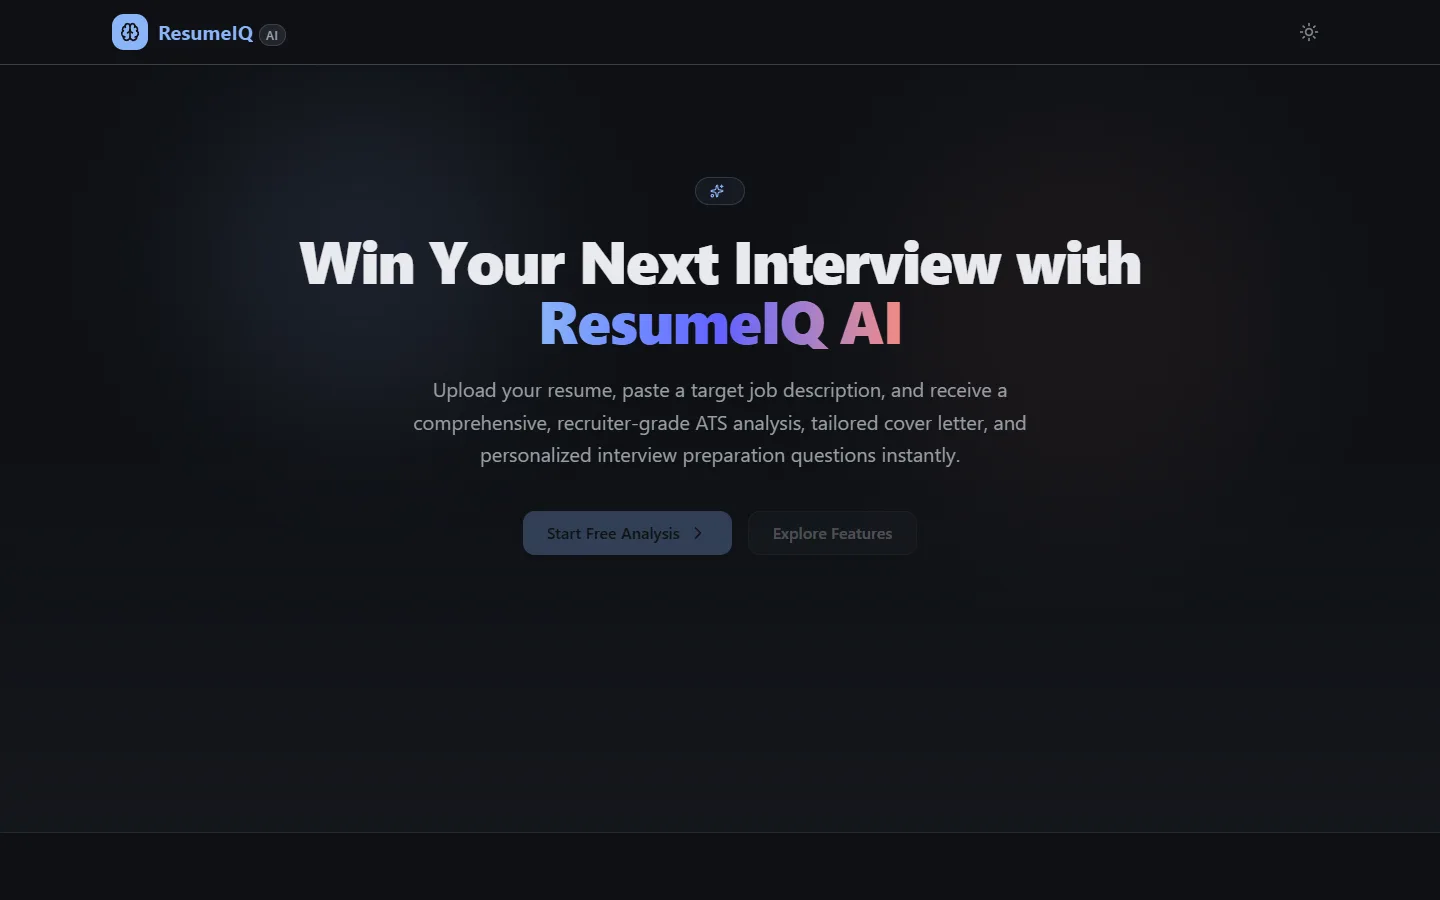 ResumeIQ AI
Win Your Next Interview with
ResumeIQ AI
Upload your resume, paste a target job description, and receive a
comprehensive, recruiter-grade ATS analysis, tailored cover letter, and
personalized interview preparation questions instantly.
Start Free Analysis
Explore Features